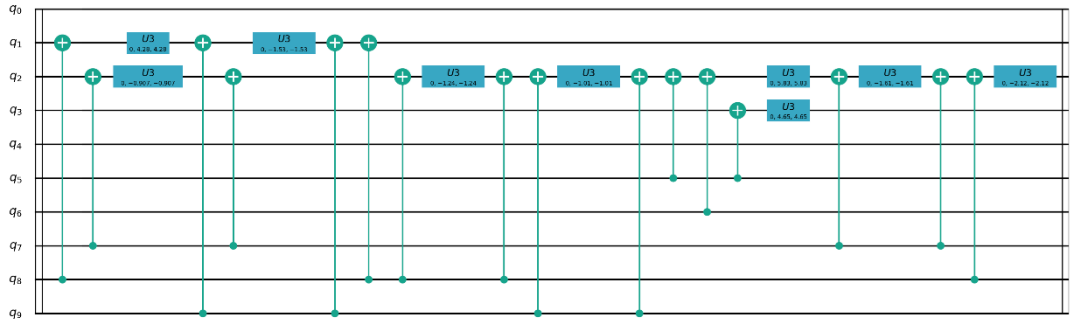 q0
q1
U3
0, 4.28, 4.28
U3
0, −1.53, −1.53
q2
U3
0, −0.907, −0.907
U3
0, −1.24, −1.24
U3
0, −1.01, −1.01
U3
0, 5.83, 5.83
U3
0, −1.61, −1.61
U3
0, −2.12, −2.12
q3
U3
0, 4.65, 4.65
q4
q5
q6
q7
q8
q9